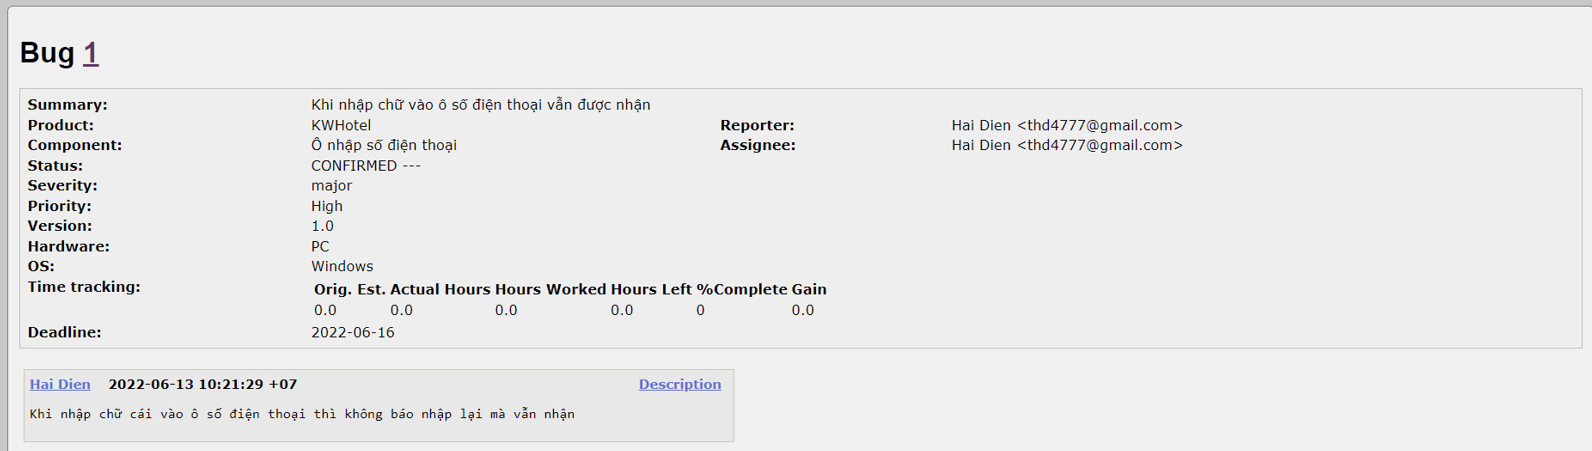 Bug 1
Summary: Khi nhập chữ vào ô số điện thoại vẫn được nhận
Product: KWHotel Reporter: Hai Dien <thd4777@gmail.com>
Component: Ô nhập số điện thoại Assignee: Hai Dien <thd4777@gmail.com>
Status: CONFIRMED ---
Severity: major
Priority: High
Version: 1.0
Hardware: PC
OS: Windows
Time tracking: Orig. Est. Actual Hours Hours Worked Hours Left %Complete Gain
0.0 0.0 0.0 0.0 0 0.0
Deadline: 2022-06-16
Hai Dien 2022-06-13 10:21:29 +07 Description
Khi nhập chữ cái vào ô số điện thoại thì không báo nhập lại mà vẫn nhận